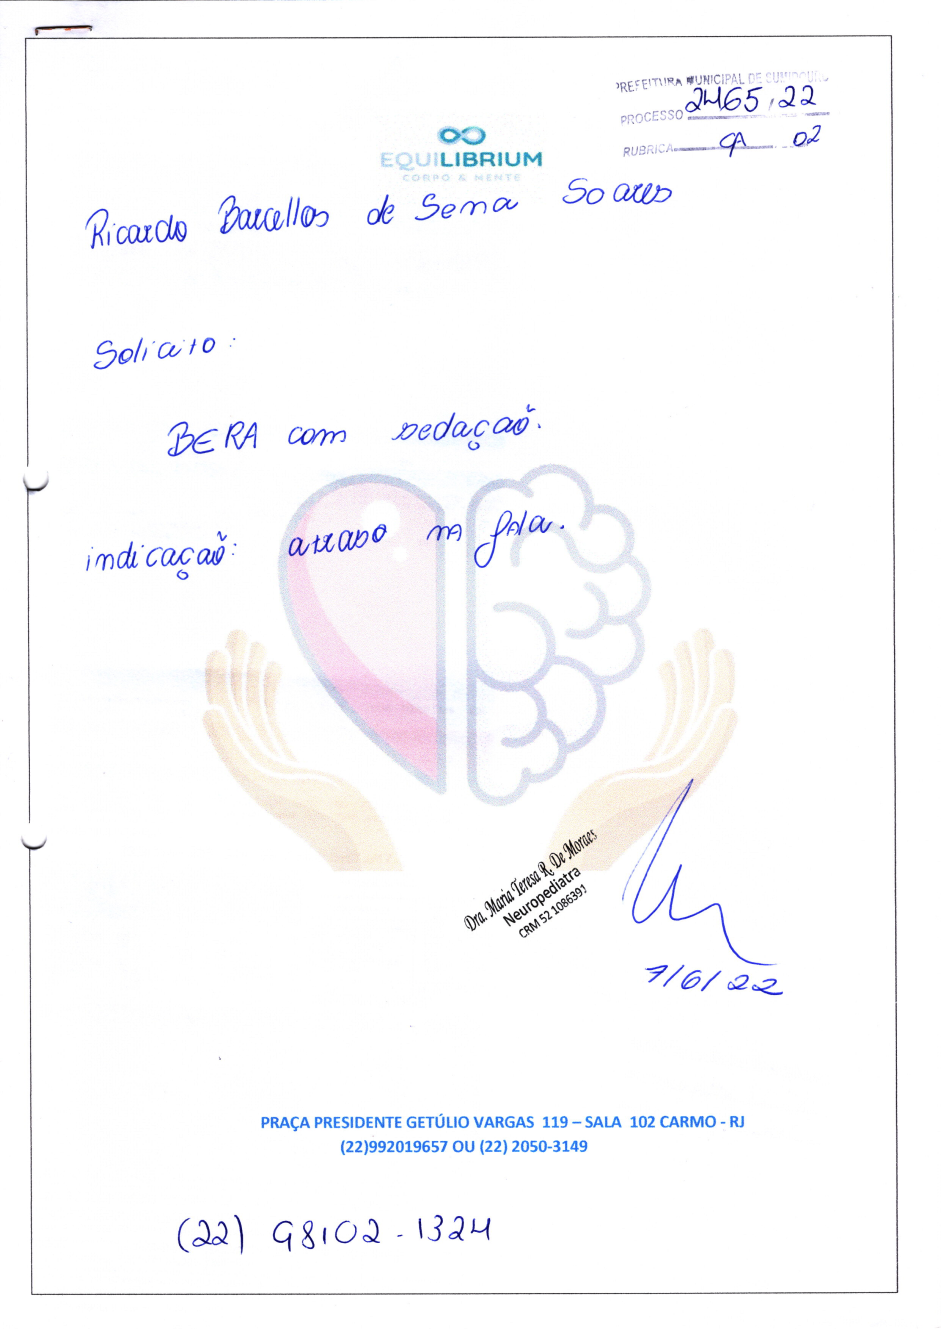 PREFEITURA MUNICIPAL DE SUMIDOURO
PROCESSO 2465,22
RUBRICA 02
EQUILIBRIUM
CORPO & MENTE
Ricardo Barcellos de Sena Soares
Solicito:
BERA com sedação.
indicação: atraso na fala.
Dra. Maria Teresa R. De Moraes
Neuropediatra
CRM 52 1086391
7/6/22
PRAÇA PRESIDENTE GETÚLIO VARGAS 119 – SALA 102 CARMO - RJ
(22)992019657 OU (22) 2050-3149
(22) 98102-1324